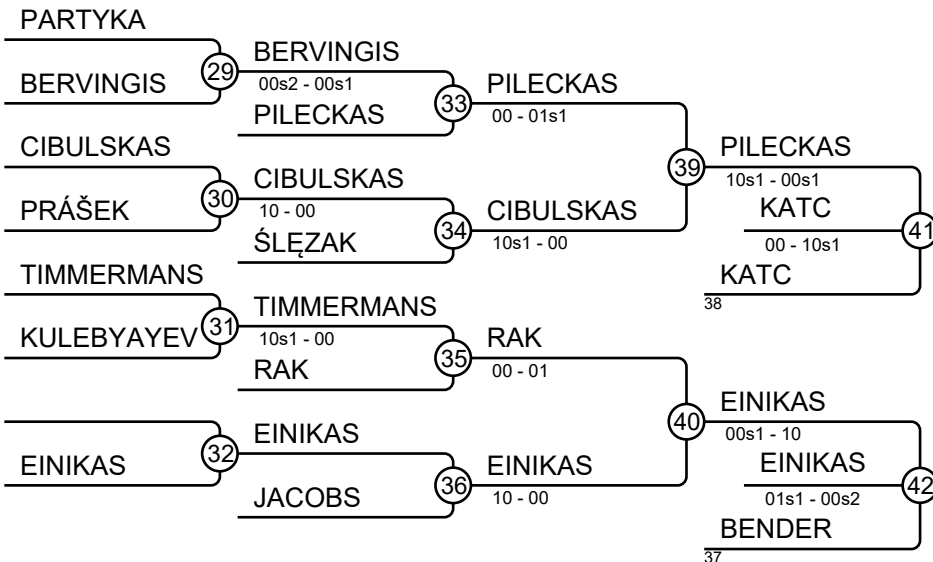 PARTYKA
29
BERVINGIS
BERVINGIS
00s2 - 00s1
PILECKAS
33
PILECKAS
00 - 01s1
CIBULSKAS
30
PRÁŠEK
CIBULSKAS
10 - 00
ŚLĘZAK
34
CIBULSKAS
10s1 - 00
39
PILECKAS
10s1 - 00s1
KATC
00 - 10s1
41
KATC
38
TIMMERMANS
31
KULEBYAYEV
TIMMERMANS
10s1 - 00
RAK
35
RAK
00 - 01
32
EINIKAS
EINIKAS
JACOBS
36
EINIKAS
10 - 00
40
EINIKAS
00s1 - 10
EINIKAS
01s1 - 00s2
42
BENDER
37